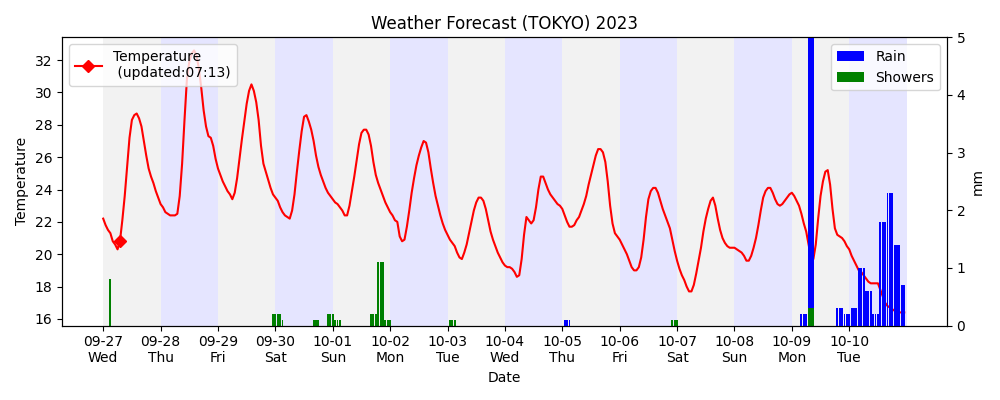 Weather Forecast (TOKYO) 2023
Temperature
(updated:07:13)
Rain
Showers
Temperature
32
30
28
26
24
22
20
18
16
5
4
3
2
1
0
mm
09-27 09-28 09-29 09-30 10-01 10-02 10-03 10-04 10-05 10-06 10-07 10-08 10-09 10-10
Wed Thu Fri Sat Sun Mon Tue Wed Thu Fri Sat Sun Mon Tue
Date